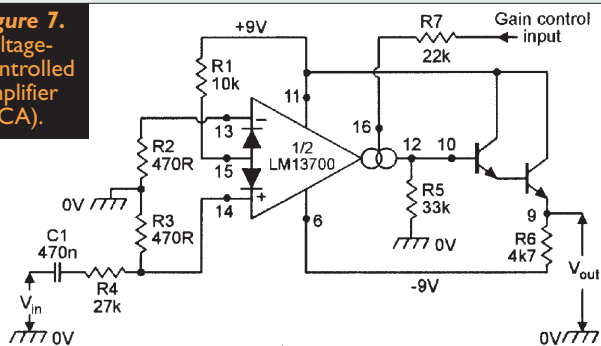 gure 7.
ltage-
ntrolled
plifier
CA).
+9V
R7
22k
Gain control
input
R1
10k
11
16
13
−
R2
470R
15
1/2
LM13700
12
10
0V
14
+
R3
470R
6
R5
33k
0V
9
R6
4k7
C1
470n
R4
27k
-9V
Vin
Vout
0V
0V